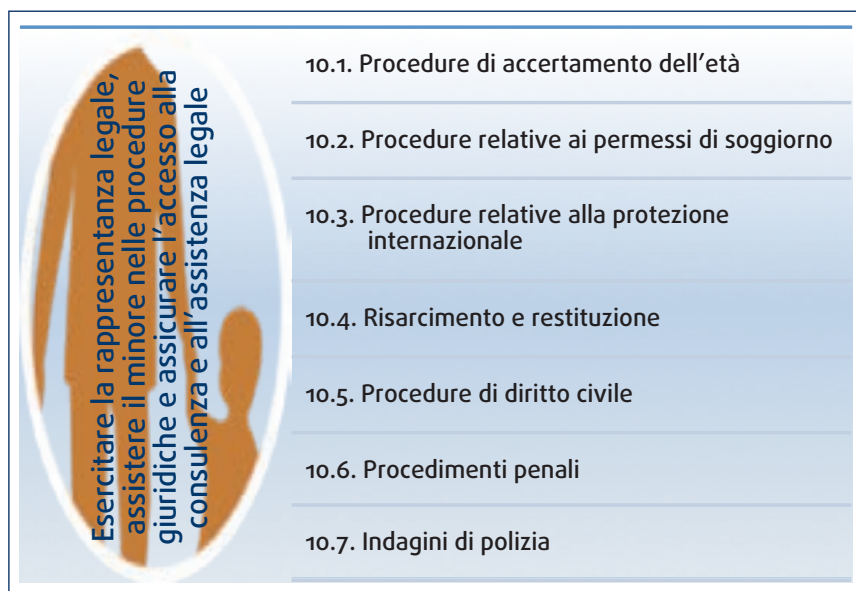 Esercitare la rappresentanza legale,
assistere il minore nelle procedure
giuridiche e assicurare l’accesso alla
consulenza e all’assistenza legale
10.1. Procedure di accertamento dell’età
10.2. Procedure relative ai permessi di soggiorno
10.3. Procedure relative alla protezione
internazionale
10.4. Risarcimento e restituzione
10.5. Procedure di diritto civile
10.6. Procedimenti penali
10.7. Indagini di polizia